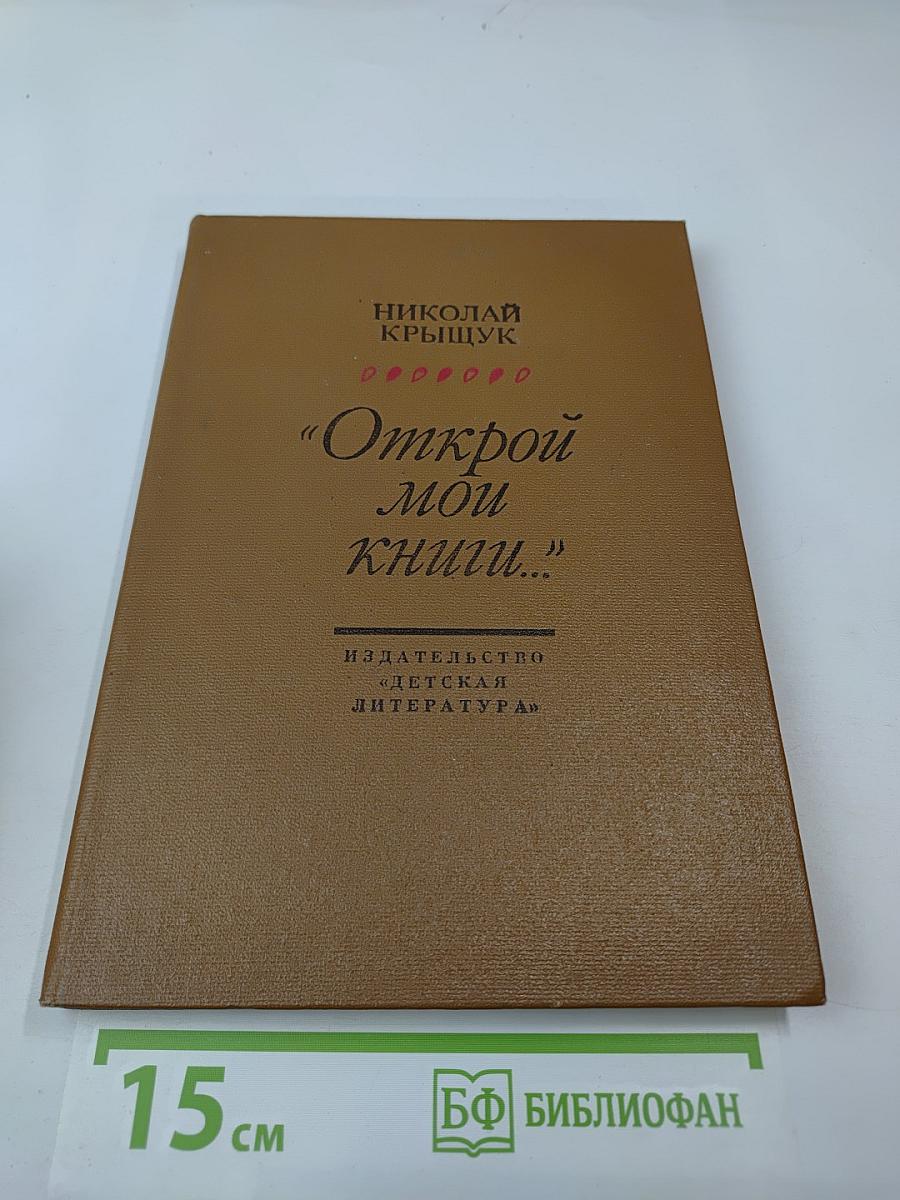 НИКОЛАЙ
КРЫЩУК
“Открой
мои
книги...”
ИЗДАТЕЛЬСТВО
«ДЕТСКАЯ
ЛИТЕРАТУРА»
15 см
БФ БИБЛИОФАН